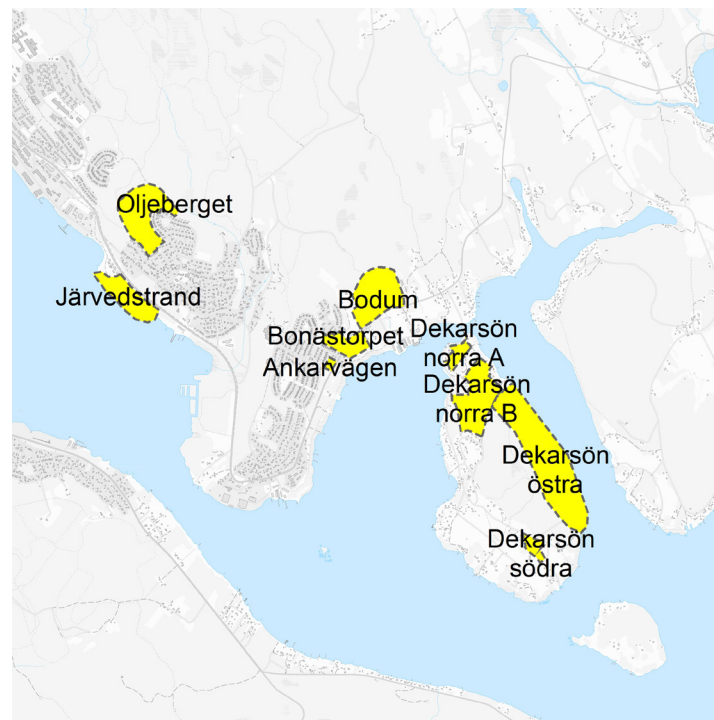 Oljeberget
Järvedstrand
Bodum
Bonästorpet
Ankarvägen
Dekarsön
norra A
Dekarsön
norra B
Dekarsön
östra
Dekarsön
södra